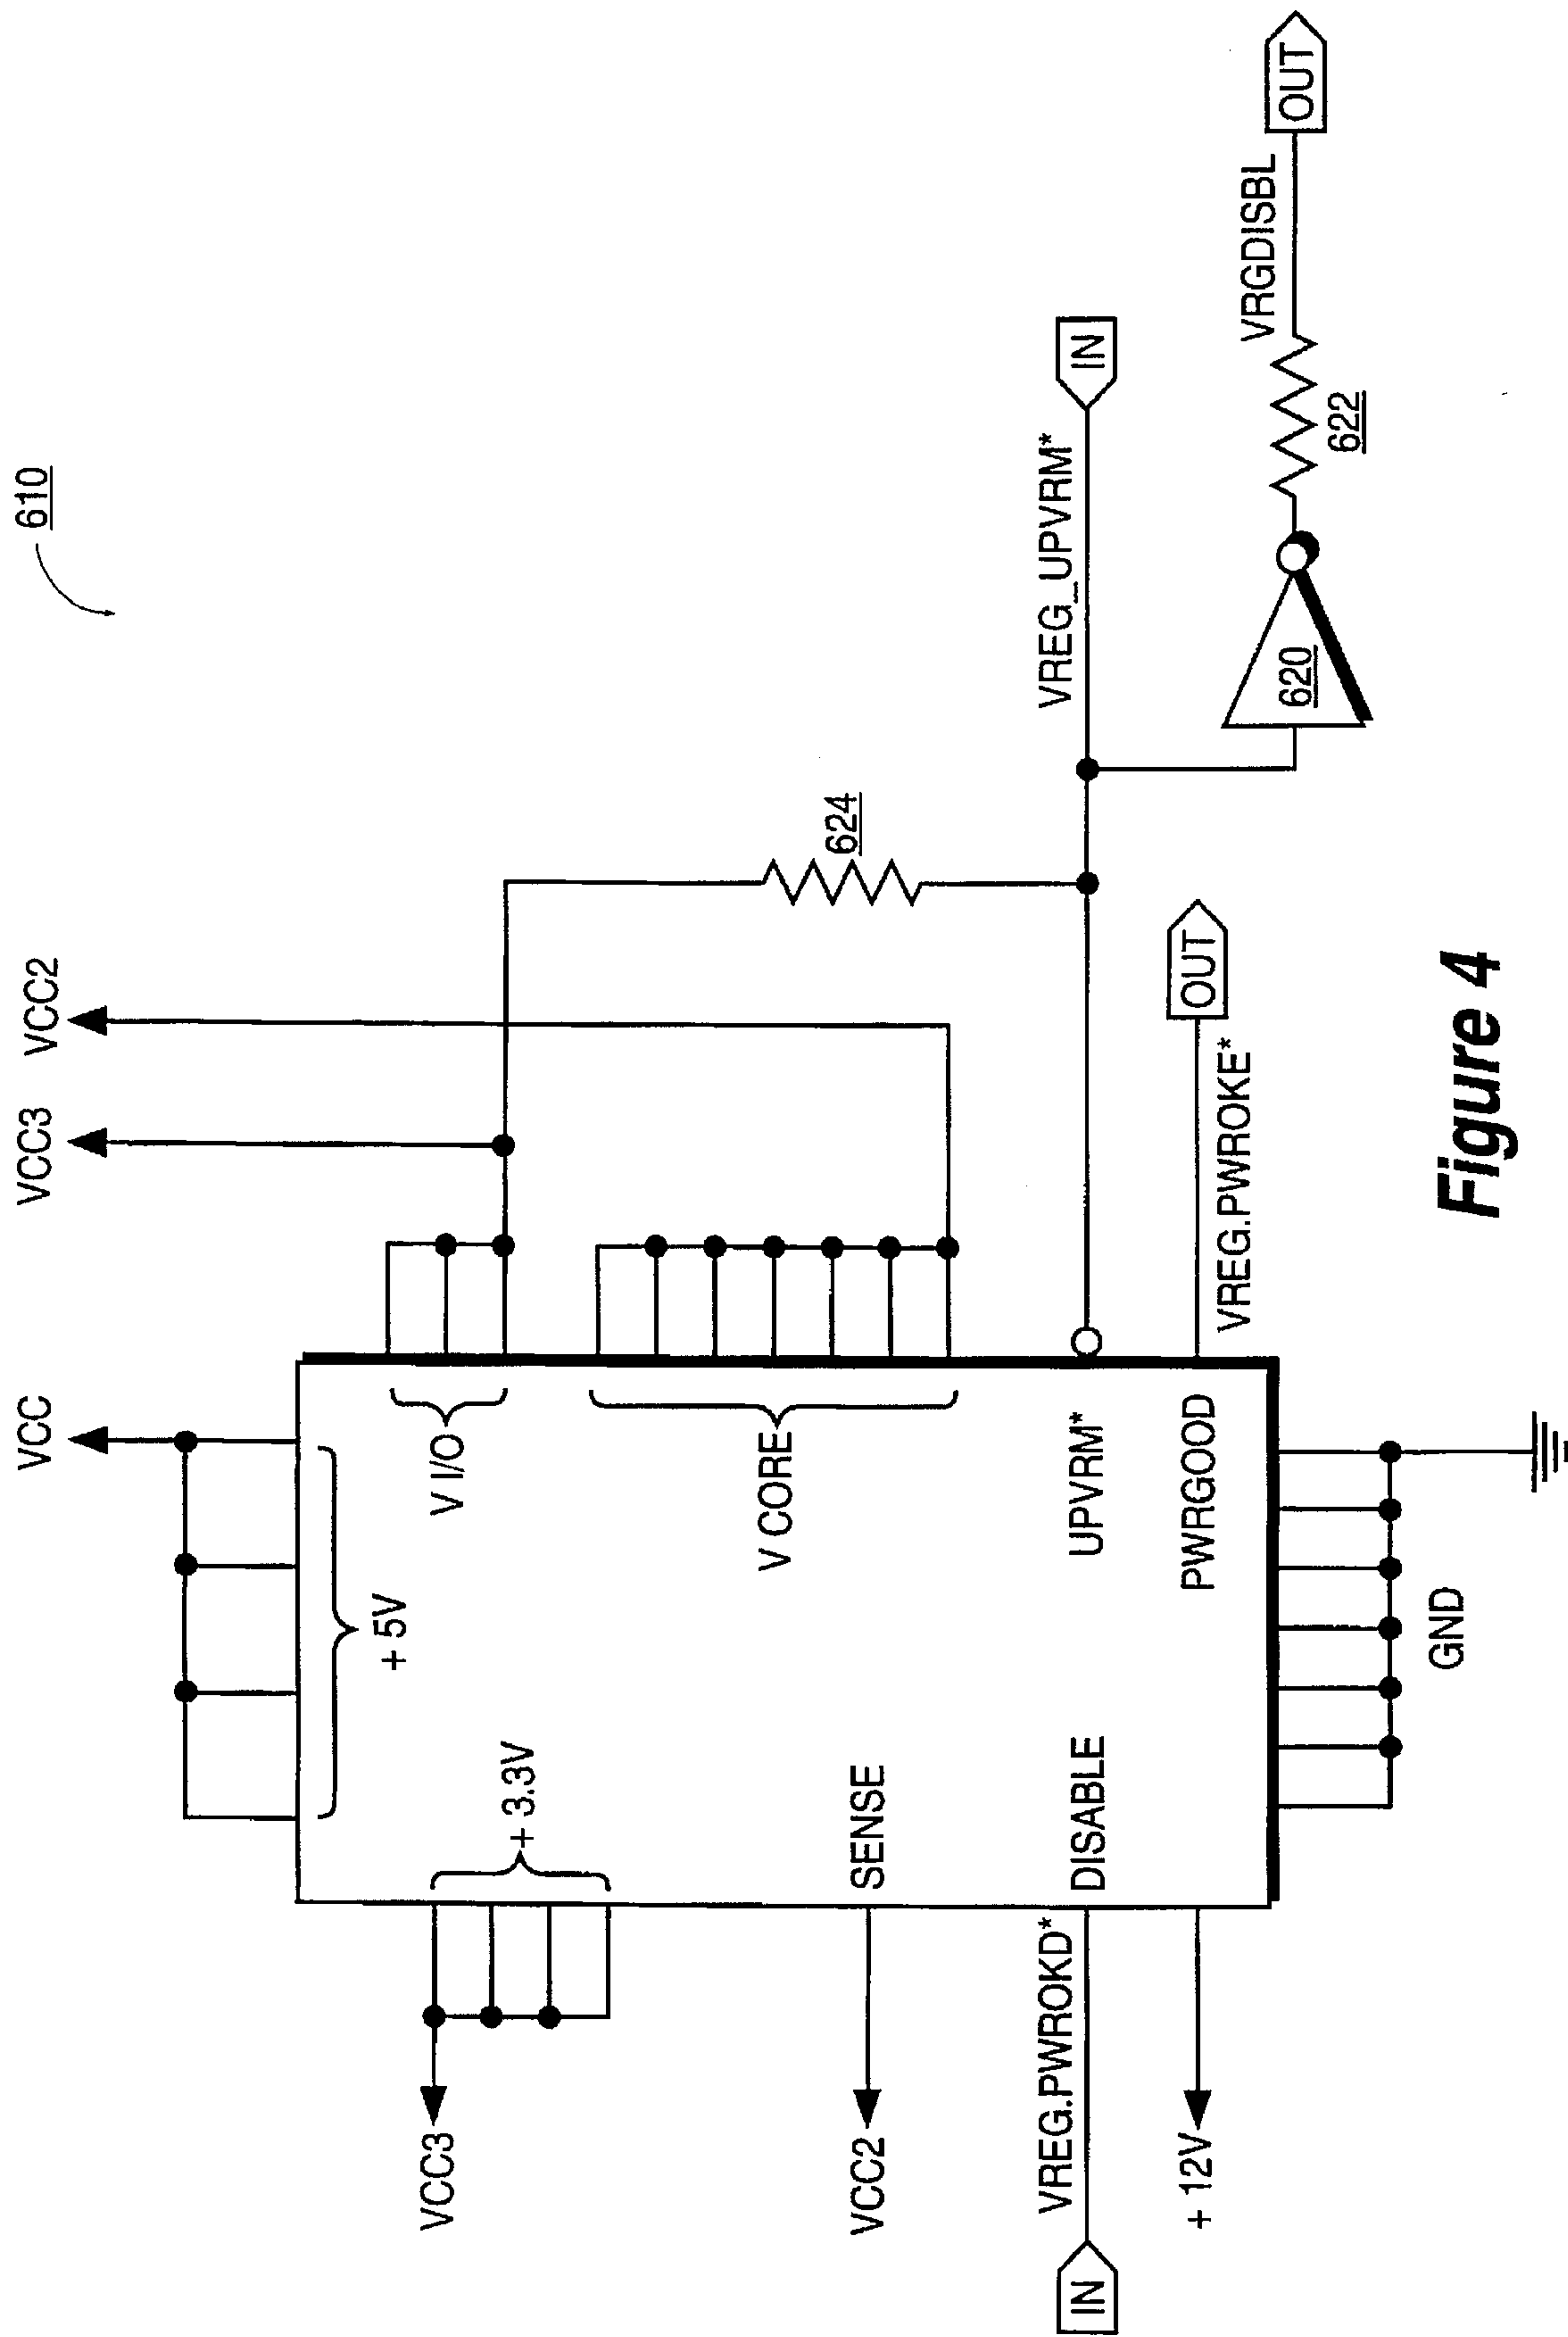 610
VCC
VCC3
VCC2
+ 5V
V I/O
+ 3.3V
VCC3
624
V CORE
SENSE
VCC2
VREG_UPVRM*
IN
UPVRM*
DISABLE
VREG.PWROKD*
IN
PWRGOOD
OUT
VREG.PWROKE*
+ 12V
620
622
VRGDISBL
OUT
GND
Figure 4